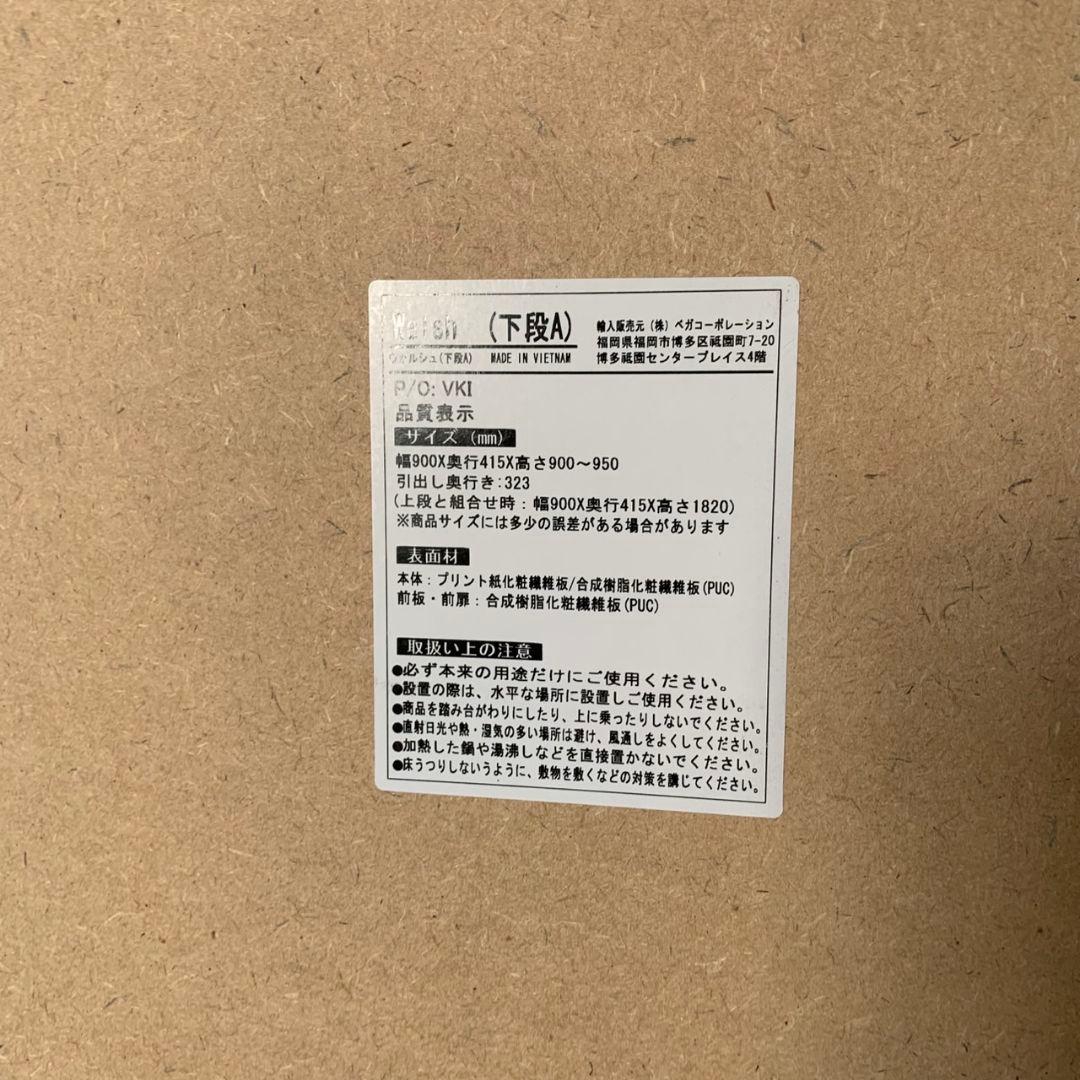 (下段A)
輸入販売元 (株) ベガコーポレーション
福岡県福岡市博多区祇園町7-20
ウォルシュ(下段A) MADE IN VIETNAM
博多祇園センタープレイス4階
P/O: VKI
品質表示
サイズ (mm)
幅900X奥行415X高さ900～950
引出し奥行き:323
(上段と組合せ時：幅900X奥行415X高さ1820)
※商品サイズには多少の誤差がある場合があります
表面材
本体：プリント紙化粧繊維板/合成樹脂化粧繊維板(PUC)
前板・前扉：合成樹脂化粧繊維板(PUC)
取扱い上の注意
●必ず本来の用途だけにご使用ください。
●設置の際は、水平な場所に設置しご使用ください。
●商品を踏み台がわりにしたり、上に乗ったりしないでください。
●直射日光や熱・湿気の多い場所は避け、風通しをよくしてください。
●加熱した鍋や湯沸しなどを直接置かないでください。
●床うつりしないように、敷物を敷くなどの対策を講じてください。